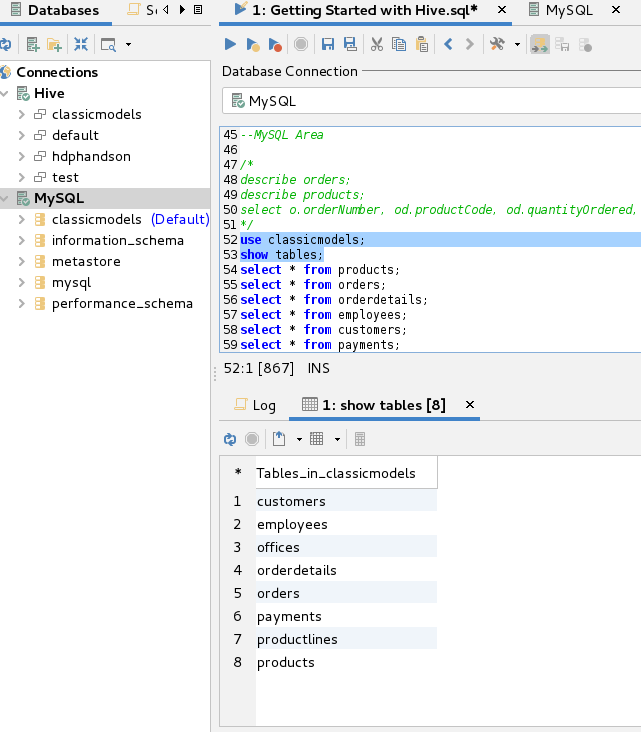 Databases
Sc
1: Getting Started with Hive.sql*
MySQL
Connections
Hive
classicmodels
default
hdphandson
test
MySQL
classicmodels (Default)
information_schema
metastore
mysql
performance_schema
Database Connection
MySQL
45 --MySQL Area
46
47 /*
48 describe orders;
49 describe products;
50 select o.orderNumber, od.productCode, od.quantityOrdered,
51 */
52 use classicmodels;
53 show tables;
54 select * from products;
55 select * from orders;
56 select * from orderdetails;
57 select * from employees;
58 select * from customers;
59 select * from payments;
52:1 [867] INS
Log
1: show tables [8]
* Tables_in_classicmodels
1 customers
2 employees
3 offices
4 orderdetails
5 orders
6 payments
7 productlines
8 products